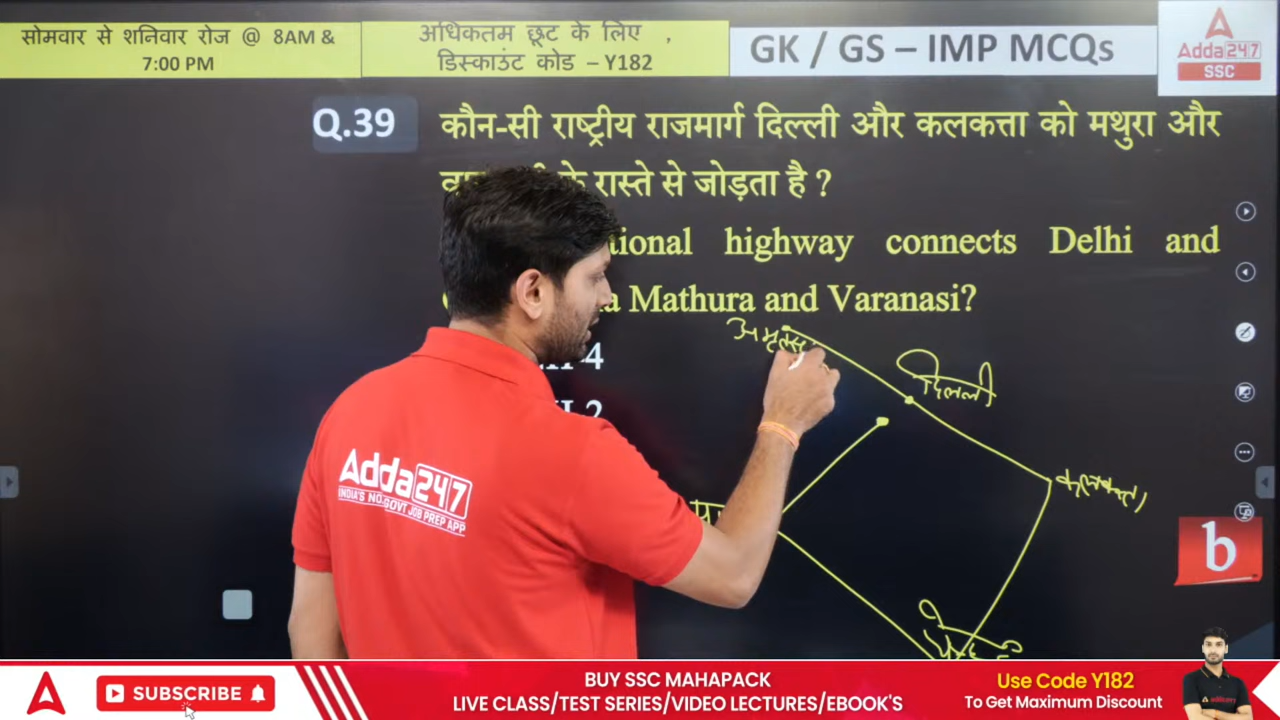 सोमवार से शनिवार रोज @ 8AM &
7:00 PM
अधिकतम छूट के लिए ,
डिस्काउंट कोड – Y182
GK / GS – IMP MCQs
Adda247
SSC
Q.39
कौन-सी राष्ट्रीय राजमार्ग दिल्ली और कलकत्ता को मथुरा और
के रास्ते से जोड़ता है ?
highway connects Delhi and
Mathura and Varanasi?
4
2
दिल्ली
कलकत्ता
b
Adda247
INDIA'S NO.1 GOVT JOB PREP APP
SUBSCRIBE
BUY SSC MAHAPACK
LIVE CLASS/TEST SERIES/VIDEO LECTURES/EBOOK'S
Use Code Y182
To Get Maximum Discount